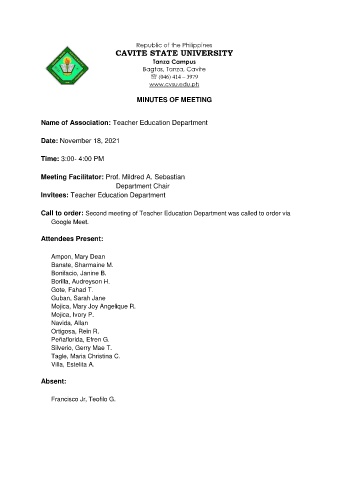 Republic of the Philippines
CAVITE STATE UNIVERSITY
Tanza Campus
Bagtas, Tanza, Cavite
☏ (046) 414 – 3979
www.cvsu.edu.ph
MINUTES OF MEETING
Name of Association: Teacher Education Department
Date: November 18, 2021
Time: 3:00- 4:00 PM
Meeting Facilitator: Prof. Mildred A. Sebastian
Department Chair
Invitees: Teacher Education Department
Call to order: Second meeting of Teacher Education Department was called to order via
Google Meet.
Attendees Present:
Ampon, Mary Dean
Banate, Sharmaine M.
Bonifacio, Janine B.
Borilla, Audreyson H.
Gote, Fahad T.
Guban, Sarah Jane
Mojica, Mary Joy Angelique R.
Mojica, Ivory P.
Navida, Allan
Ortigosa, Rein R.
Peñaflorida, Efren G.
Silverio, Gerry Mae T.
Tagle, Maria Christina C.
Villa, Estelita A.
Absent:
Francisco Jr, Teofilo G.